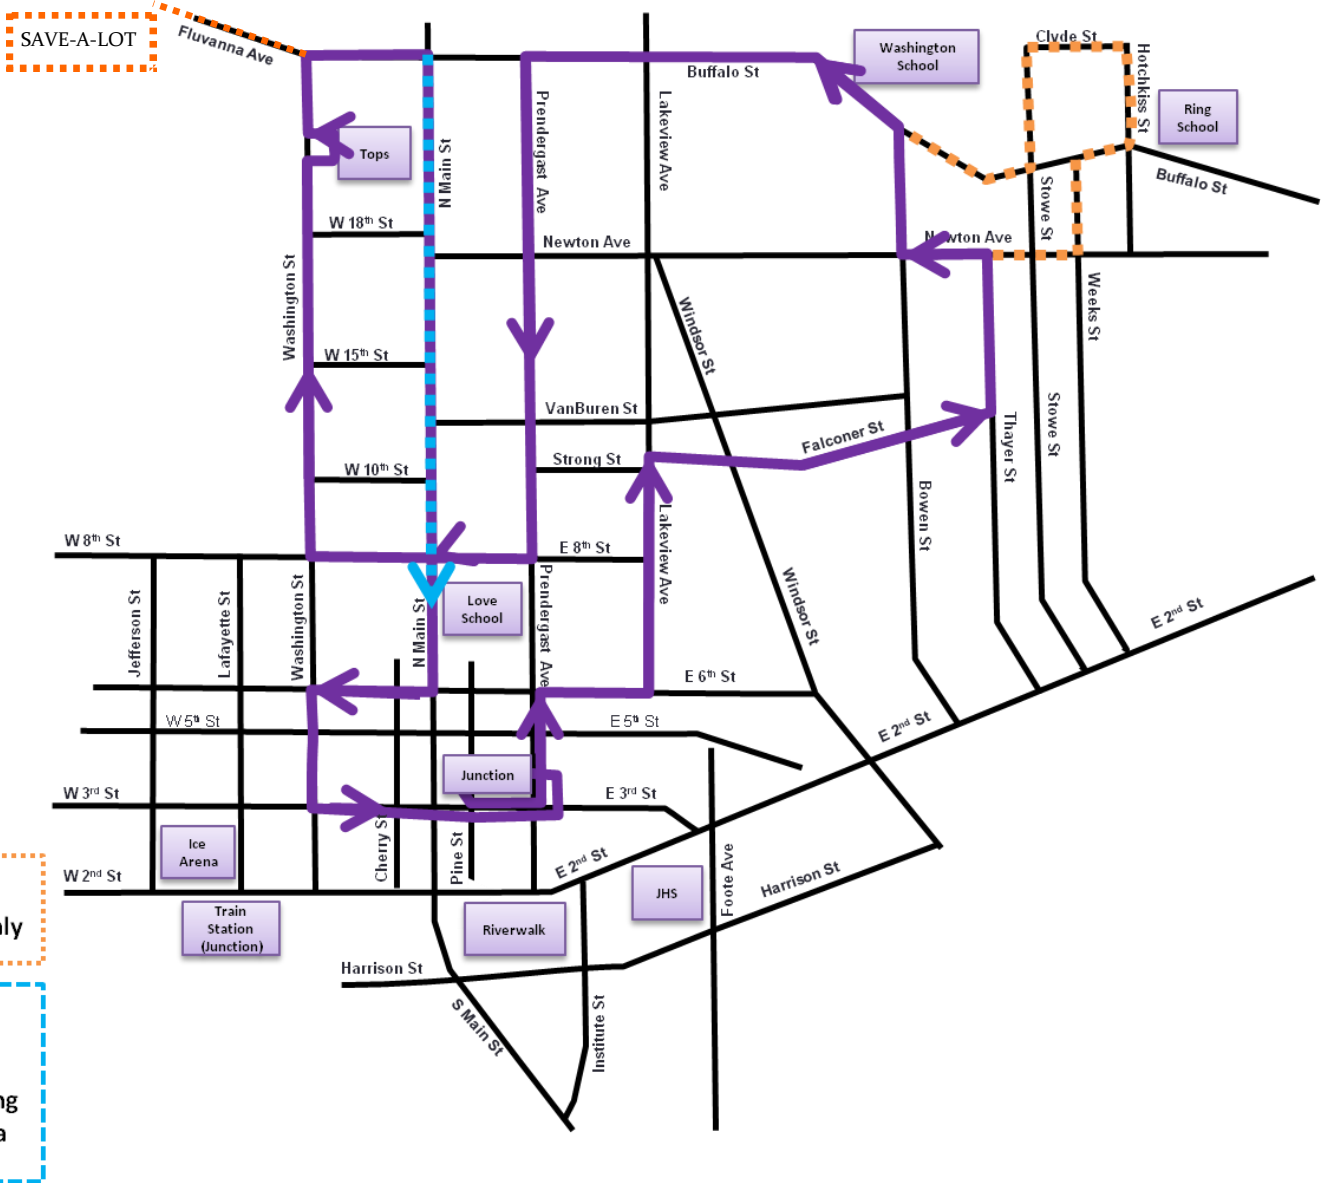 SAVE-A-LOT
Fluvanna Ave
Washington
School
Clyde St
Hotchkiss St
Ring
School
Buffalo St
Buffalo St
Prendergast Ave
Lakeview Ave
N Main St
Tops
W 18th St
Stowe St
Newton Ave
Newton Ave
Washington St
Weeks St
Windsor St
W 15th St
VanBuren St
Falconer St
Thayer St
Stowe St
Strong St
W 10th St
Bowen St
Lakeview Ave
W 8th St
E 8th St
Jefferson St
Lafayette St
Washington St
N Main St
Love
School
Prendergast Ave
Windsor St
E 2nd St
E 6th St
W 5th St
E 5th St
E 2nd St
Junction
W 3rd St
E 3rd St
Cherry St
Pine St
Ice
Arena
E 2nd St
W 2nd St
JHS
Foote Ave
Harrison St
Train
Station
(Junction)
Riverwalk
Harrison St
S Main St
Institute St